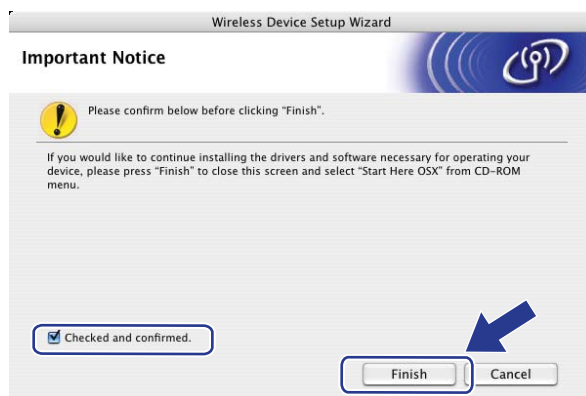 Wireless Device Setup Wizard
Important Notice
Please confirm below before clicking "Finish".
If you would like to continue installing the drivers and software necessary for operating your
device, please press "Finish" to close this screen and select "Start Here OSX" from CD-ROM
menu.
Checked and confirmed.
Finish
Cancel